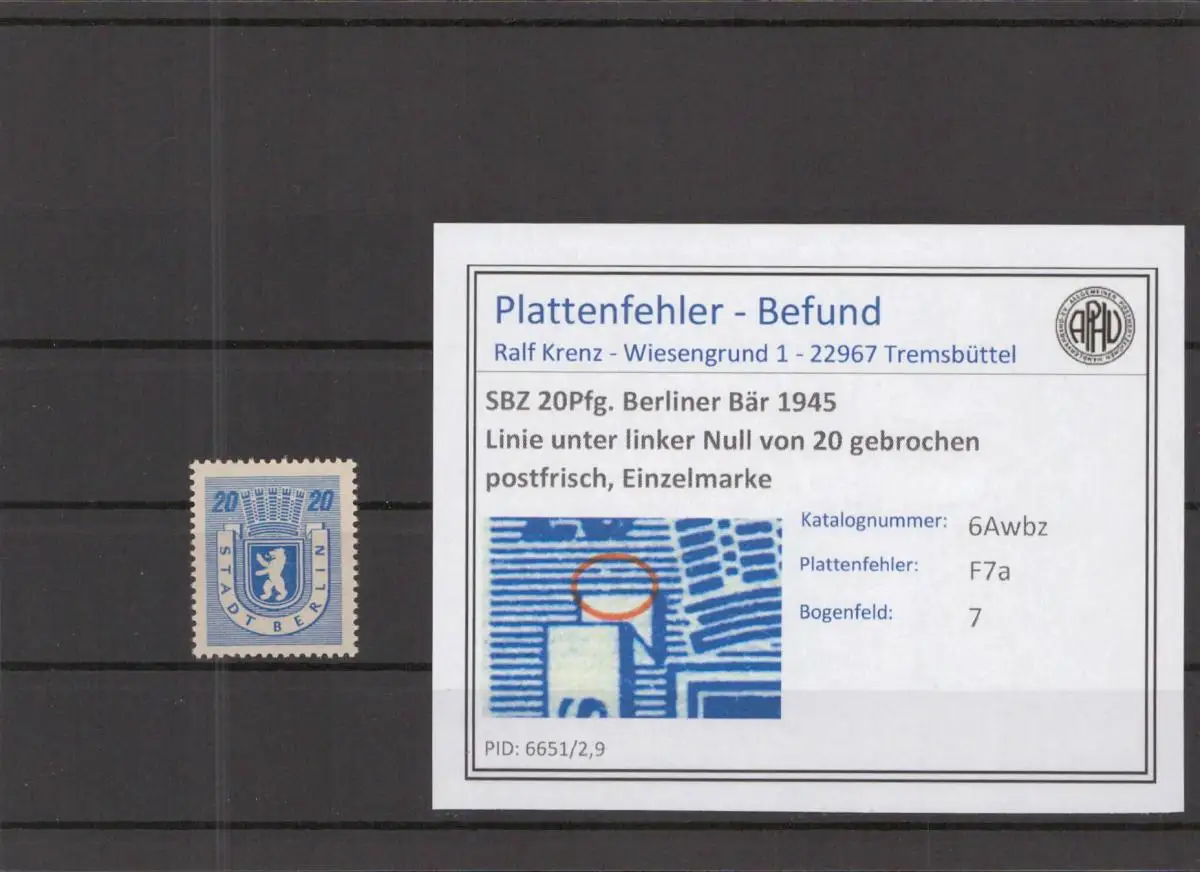 20 20
STADT BERLIN
Plattenfehler - Befund
Ralf Krenz - Wiesengrund 1 - 22967 Tremsbüttel
APHV
SBZ 20Pfg. Berliner Bär 1945
Linie unter linker Null von 20 gebrochen
postfrisch, Einzelmarke
Katalognummer: 6Awbz
Plattenfehler: F7a
Bogenfeld: 7
S
PID: 6651/2,9